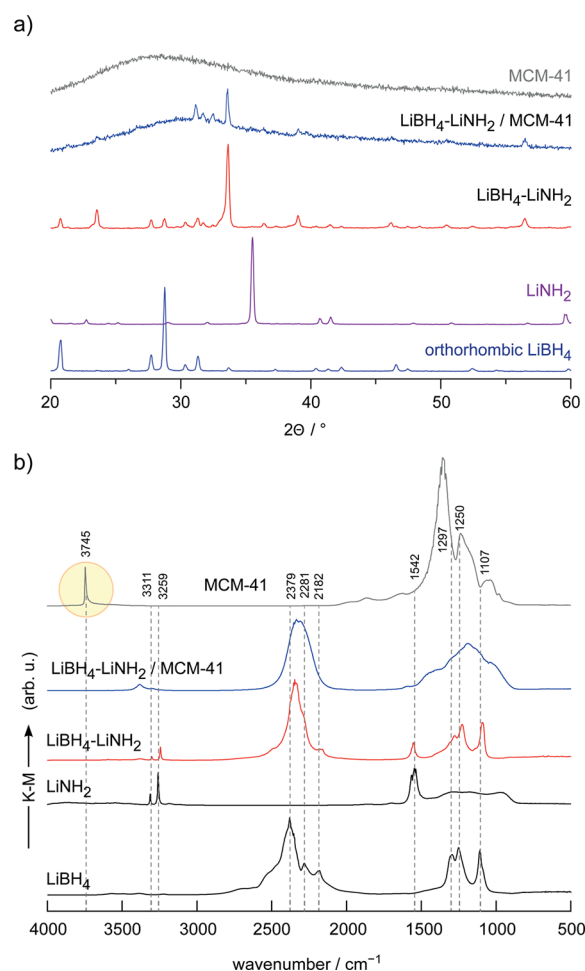 a)
MCM-41
LiBH₄-LiNH₂ / MCM-41
LiBH₄-LiNH₂
LiNH₂
orthorhombic LiBH₄
20 30 40 50 60
2Θ / °
b)
3745
3311
3259
2379
2281
2182
1542
1297
1250
1107
MCM-41
LiBH₄-LiNH₂ / MCM-41
LiBH₄-LiNH₂
LiNH₂
LiBH₄
K-M (arb. u.)
4000 3500 3000 2500 2000 1500 1000 500
wavenumber / cm⁻¹